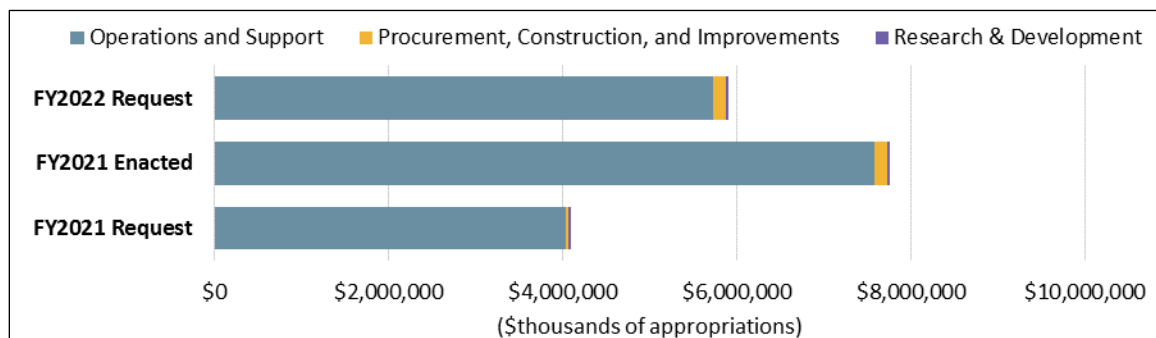 Operations and Support Procurement, Construction, and Improvements Research & Development
FY2022 Request
FY2021 Enacted
FY2021 Request
$0 $2,000,000 $4,000,000 $6,000,000 $8,000,000 $10,000,000
($thousands of appropriations)